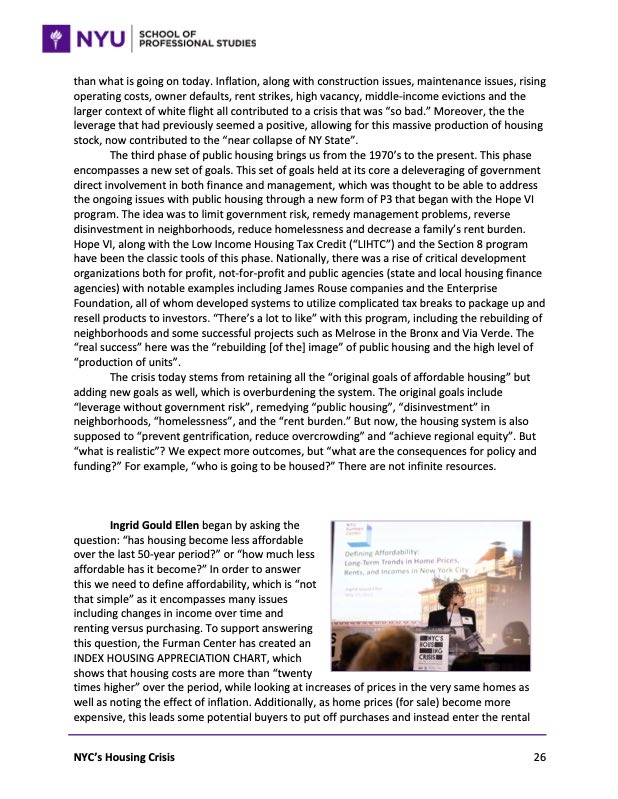 NYU
SCHOOL OF
PROFESSIONAL STUDIES
than what is going on today. Inflation, along with construction issues, maintenance issues, rising
operating costs, owner defaults, rent strikes, high vacancy, middle-income evictions and the
larger context of white flight all contributed to a crisis that was “so bad.” Moreover, the the
leverage that had previously seemed a positive, allowing for this massive production of housing
stock, now contributed to the “near collapse of NY State”.
The third phase of public housing brings us from the 1970’s to the present. This phase
encompasses a new set of goals. This set of goals held at its core a deleveraging of government
direct involvement in both finance and management, which was thought to be able to address
the ongoing issues with public housing through a new form of P3 that began with the Hope VI
program. The idea was to limit government risk, remedy management problems, reverse
disinvestment in neighborhoods, reduce homelessness and decrease a family’s rent burden.
Hope VI, along with the Low Income Housing Tax Credit (“LIHTC”) and the Section 8 program
have been the classic tools of this phase. Nationally, there was a rise of critical development
organizations both for profit, not-for-profit and public agencies (state and local housing finance
agencies) with notable examples including James Rouse companies and the Enterprise
Foundation, all of whom developed systems to utilize complicated tax breaks to package up and
resell products to investors. “There’s a lot to like” with this program, including the rebuilding of
neighborhoods and some successful projects such as Melrose in the Bronx and Via Verde. The
“real success” here was the “rebuilding [of the] image” of public housing and the high level of
“production of units”.
The crisis today stems from retaining all the “original goals of affordable housing” but
adding new goals as well, which is overburdening the system. The original goals include
“leverage without government risk”, remedying “public housing”, “disinvestment” in
neighborhoods, “homelessness”, and the “rent burden.” But now, the housing system is also
supposed to “prevent gentrification, reduce overcrowding” and “achieve regional equity”. But
“what is realistic”? We expect more outcomes, but “what are the consequences for policy and
funding?” For example, “who is going to be housed?” There are not infinite resources.
Ingrid Gould Ellen began by asking the
question: “has housing become less affordable
over the last 50-year period?” or “how much less
affordable has it become?” In order to answer
this we need to define affordability, which is “not
that simple” as it encompasses many issues
including changes in income over time and
renting versus purchasing. To support answering
this question, the Furman Center has created an
INDEX HOUSING APPRECIATION CHART, which
shows that housing costs are more than “twenty
times higher” over the period, while looking at increases of prices in the very same homes as
well as noting the effect of inflation. Additionally, as home prices (for sale) become more
expensive, this leads some potential buyers to put off purchases and instead enter the rental
Defining Affordability:
Long-Term Trends in Home Prices,
Rents, and Incomes in New York City
Ingrid Gould Ellen
NYC'S
HOUS
ING
CRISIS
NYC’s Housing Crisis
26